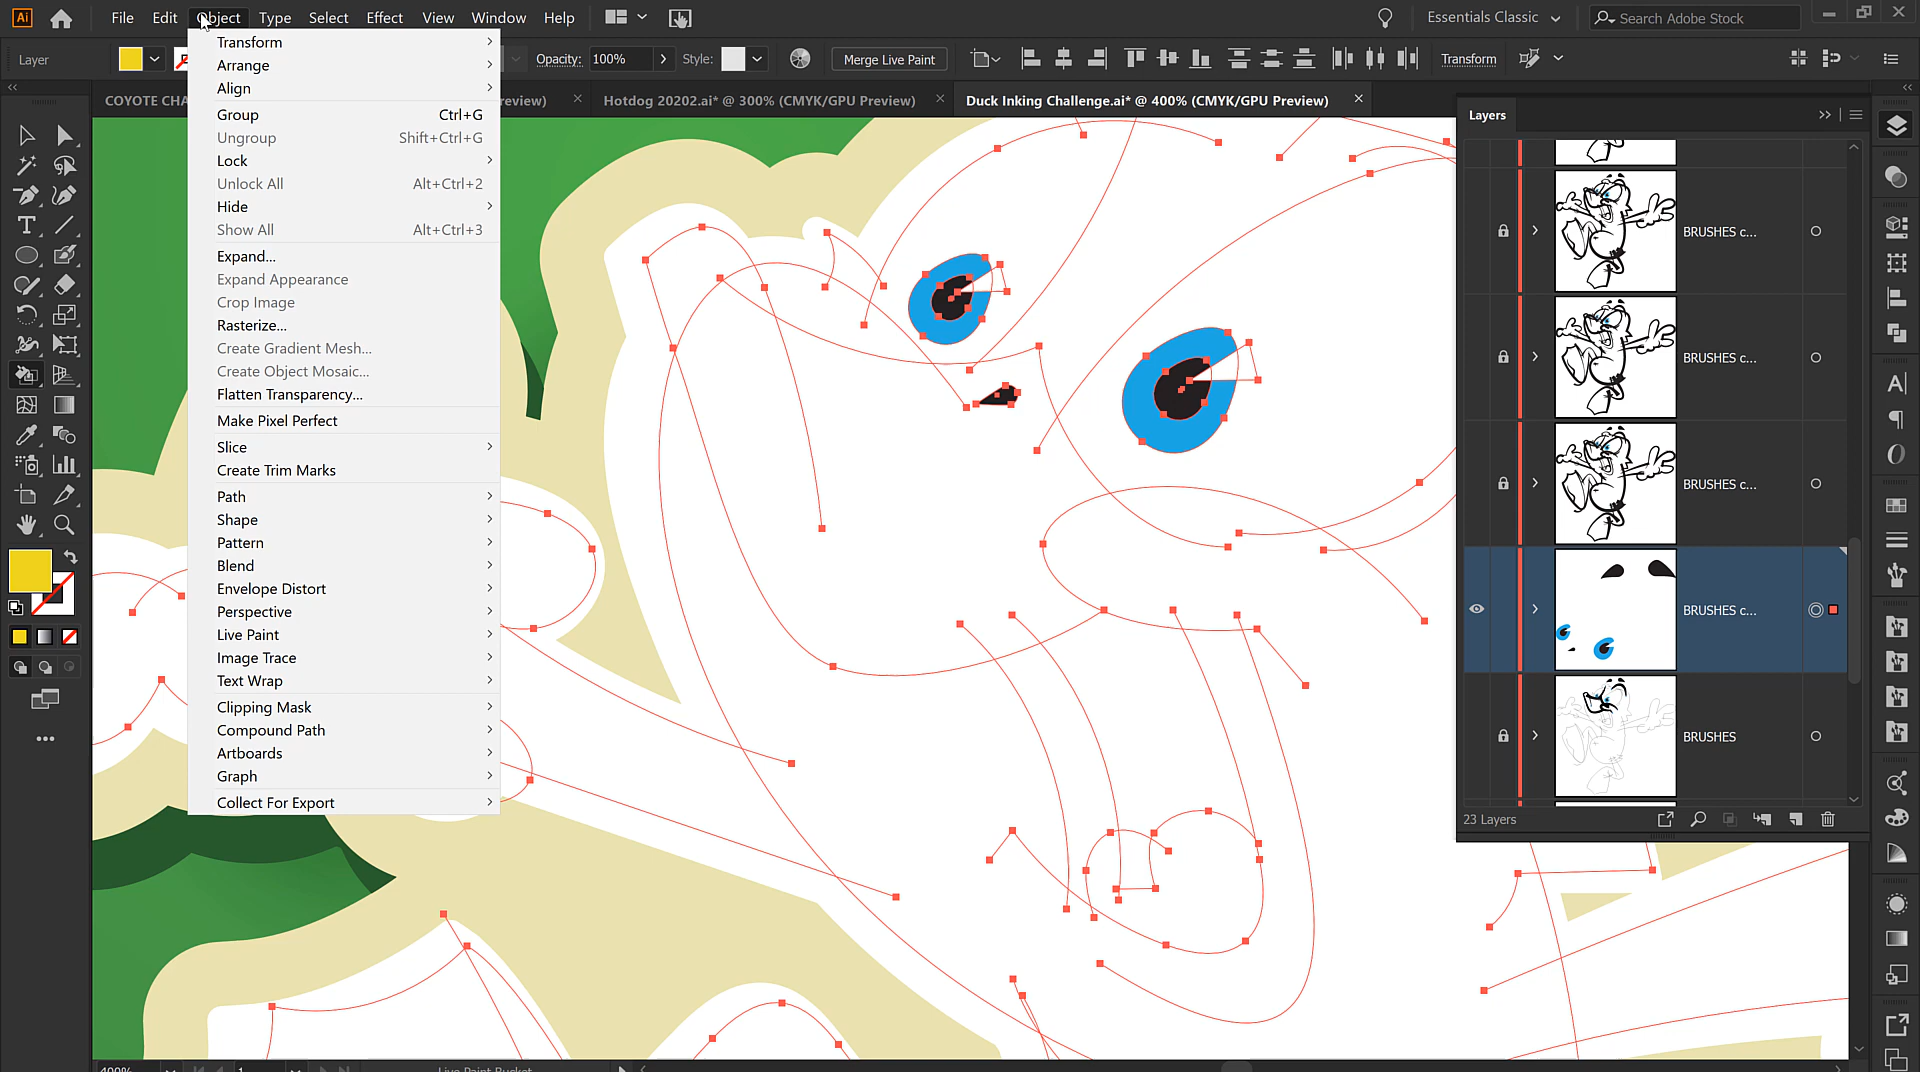 Ai File Edit Object Type Select Effect View Window Help Essentials Classic Search Adobe Stock
Layer Opacity: 100% Style: Merge Live Paint Transform
COYOTE CHA
review)
Hotdog 20202.ai* @ 300% (CMYK/GPU Preview)
Duck Inking Challenge.ai* @ 400% (CMYK/GPU Preview)
Transform
Arrange
Align
Group Ctrl+G
Ungroup Shift+Ctrl+G
Lock
Unlock All Alt+Ctrl+2
Hide
Show All Alt+Ctrl+3
Expand...
Expand Appearance
Crop Image
Rasterize...
Create Gradient Mesh...
Create Object Mosaic...
Flatten Transparency...
Make Pixel Perfect
Slice
Create Trim Marks
Path
Shape
Pattern
Blend
Envelope Distort
Perspective
Live Paint
Image Trace
Text Wrap
Clipping Mask
Compound Path
Artboards
Graph
Collect For Export
Layers
BRUSHES c...
BRUSHES c...
BRUSHES c...
BRUSHES c...
BRUSHES
23 Layers
400% 1 Live Paint Bucket